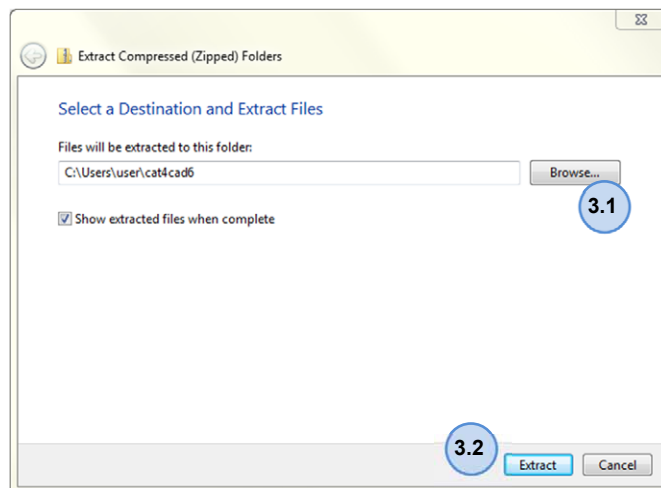 Extract Compressed (Zipped) Folders
Select a Destination and Extract Files
Files will be extracted to this folder:
C:\Users\user\cat4cad6
Browse...
3.1
Show extracted files when complete
3.2
Extract
Cancel